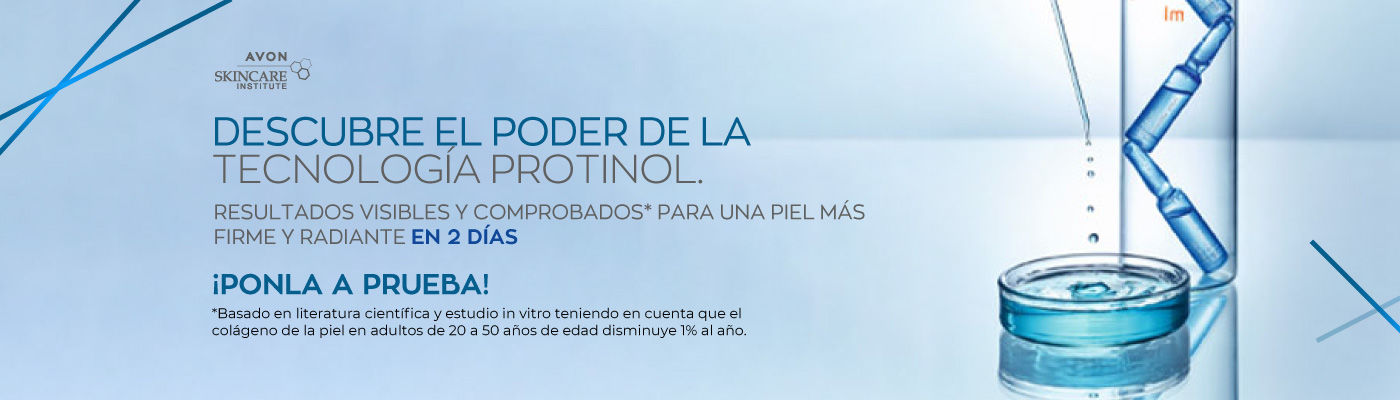 AVON
SKINCARE
INSTITUTE
DESCUBRE EL PODER DE LA
TECNOLOGÍA PROTINOL.
RESULTADOS VISIBLES Y COMPROBADOS* PARA UNA PIEL MÁS
FIRME Y RADIANTE EN 2 DÍAS
¡PONLA A PRUEBA!
*Basado en literatura científica y estudio in vitro teniendo en cuenta que el
colágeno de la piel en adultos de 20 a 50 años de edad disminuye 1% al año.
lm